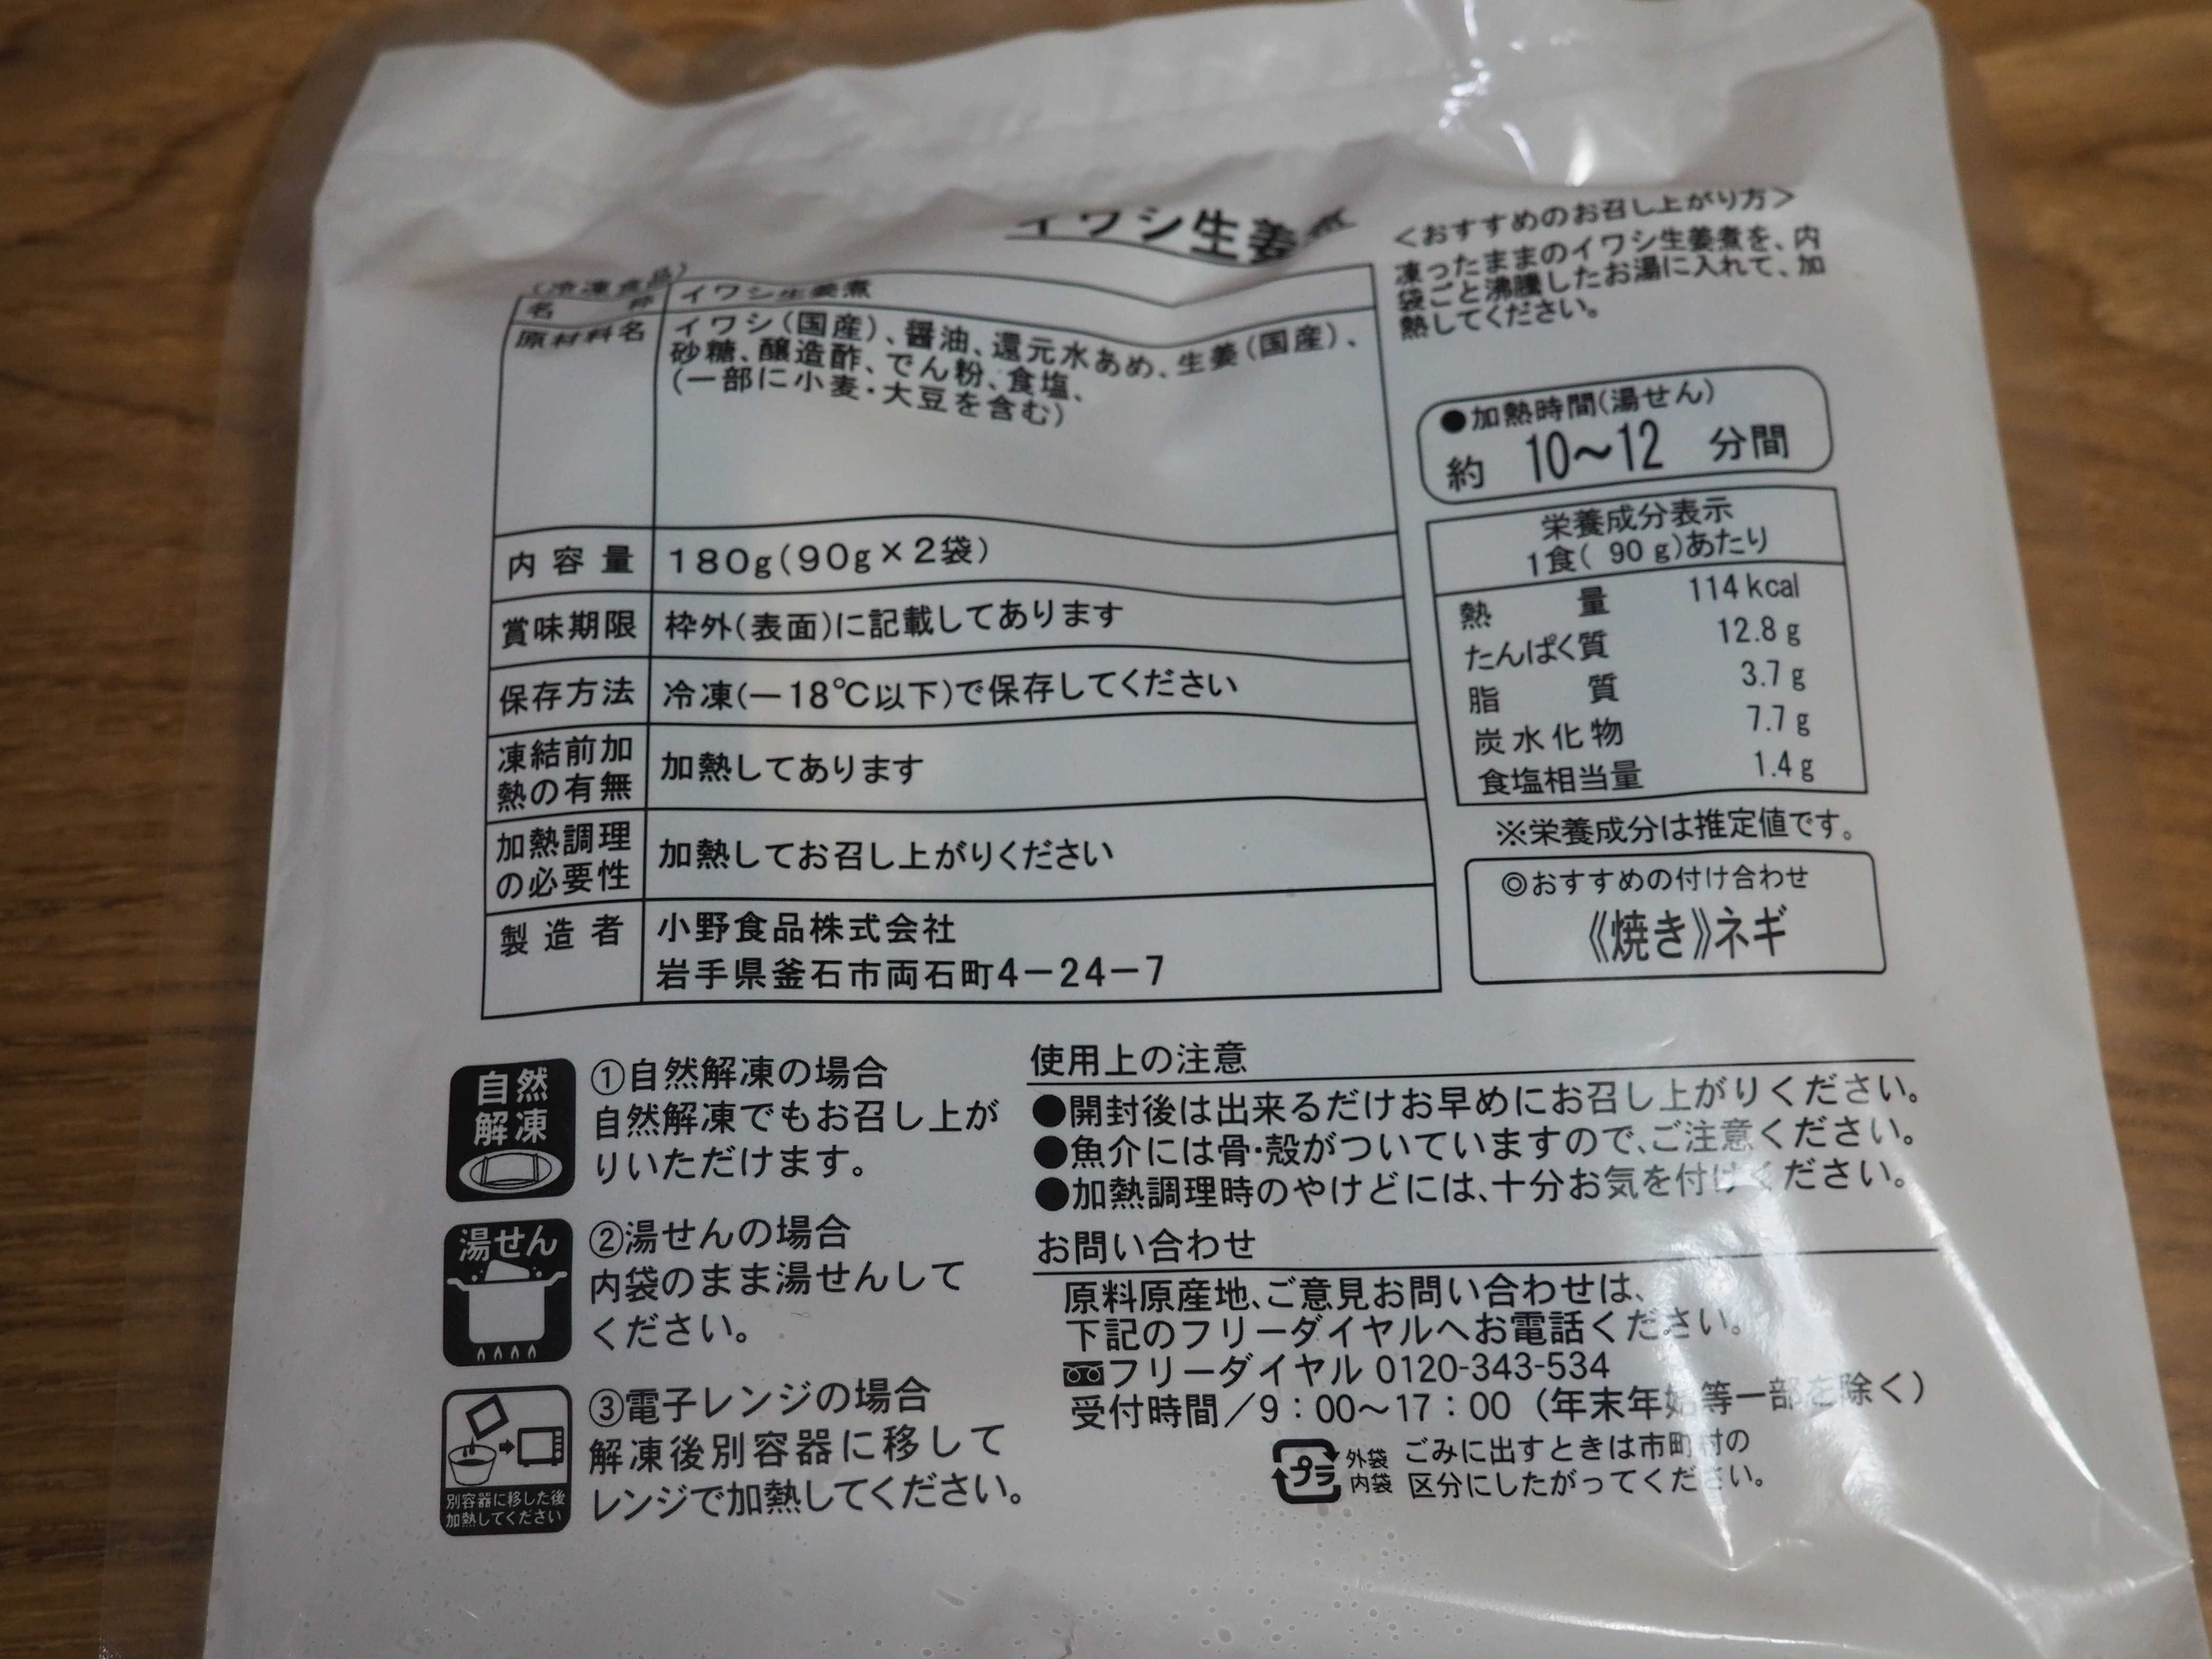 イワシ生姜煮
(冷凍食品)
名 称 イワシ生姜煮
原材料名 イワシ(国産)、醤油、還元水あめ、生姜(国産)、
砂糖、醸造酢、でん粉、食塩、
(一部に小麦・大豆を含む)
内容量 180g(90g×2袋)
賞味期限 枠外(表面)に記載してあります
保存方法 冷凍(−18℃以下)で保存してください
凍結前加
熱の有無 加熱してあります
加熱調理
の必要性 加熱してお召し上がりください
製造者 小野食品株式会社
岩手県釜石市両石町4−24−7
<おすすめのお召し上がり方>
凍ったままのイワシ生姜煮を、内
袋ごと沸騰したお湯に入れて、加
熱してください。
●加熱時間(湯せん)
約 10〜12 分間
栄養成分表示
1食( 90 g)あたり
熱量 114 kcal
たんぱく質 12.8 g
脂質 3.7 g
炭水化物 7.7 g
食塩相当量 1.4 g
※栄養成分は推定値です。
◎おすすめの付け合わせ
《焼き》ネギ
自然
解凍
①自然解凍の場合
自然解凍でもお召し上が
りいただけます。
湯せん
②湯せんの場合
内袋のまま湯せんして
ください。
③電子レンジの場合
解凍後別容器に移して
レンジで加熱してください。
別容器に移した後
加熱してください
使用上の注意
●開封後は出来るだけお早めにお召し上がりください。
●魚介には骨・殻がついていますので、ご注意ください。
●加熱調理時のやけどには、十分お気を付けください。
お問い合わせ
原料原産地、ご意見お問い合わせは、
下記のフリーダイヤルへお電話ください。
フリーダイヤル 0120-343-534
受付時間/9:00〜17:00(年末年始等一部を除く)
プラ
外袋
内袋
ごみに出すときは市町村の
区分にしたがってください。